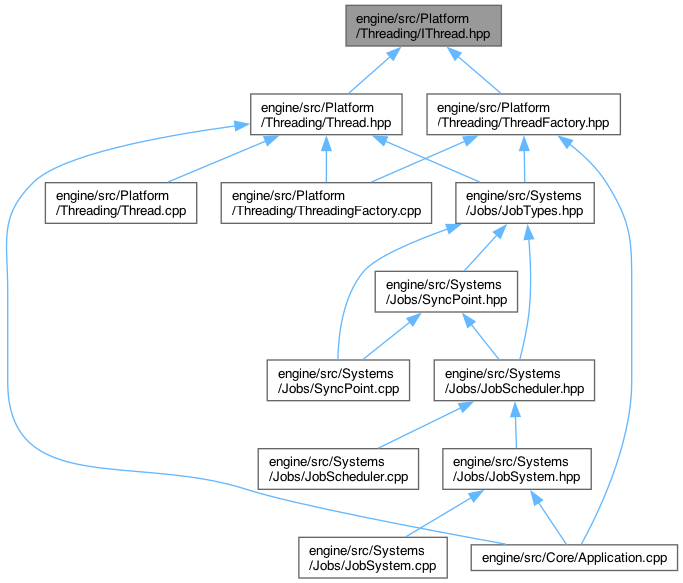 engine/src/Platform
/Threading/IThread.hpp
engine/src/Platform
/Threading/Thread.hpp
engine/src/Platform
/Threading/ThreadFactory.hpp
engine/src/Platform
/Threading/Thread.cpp
engine/src/Platform
/Threading/ThreadingFactory.cpp
engine/src/Systems
/Jobs/JobTypes.hpp
engine/src/Systems
/Jobs/SyncPoint.hpp
engine/src/Systems
/Jobs/SyncPoint.cpp
engine/src/Systems
/Jobs/JobScheduler.hpp
engine/src/Systems
/Jobs/JobScheduler.cpp
engine/src/Systems
/Jobs/JobSystem.hpp
engine/src/Systems
/Jobs/JobSystem.cpp
engine/src/Core/Application.cpp